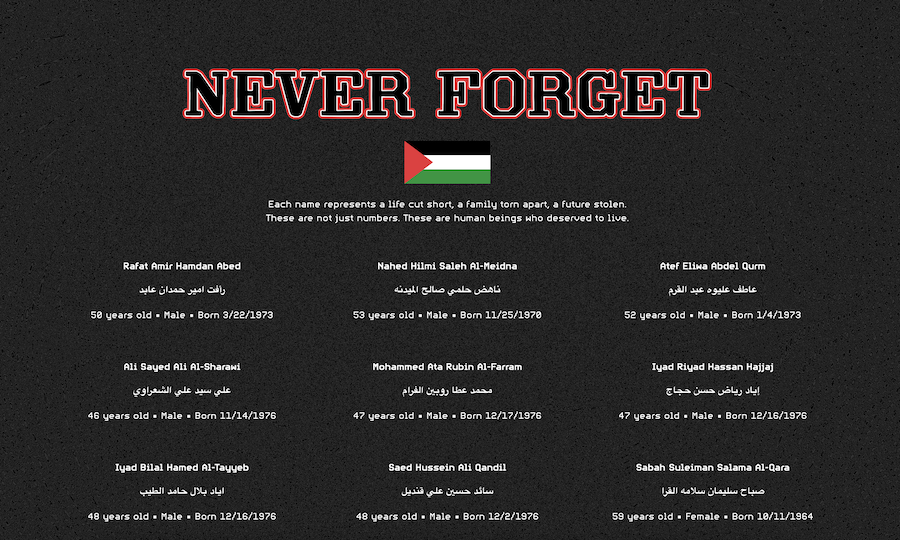 NEVER FORGET
Each name represents a life cut short, a family torn apart, a future stolen.
These are not just numbers. These are human beings who deserved to live.
Rafat Amir Hamdan Abed
رأفت امير حمدان عابد
50 years old • Male • Born 3/22/1973
Nahed Hilmi Saleh Al-Meidna
ناهض حلمي صالح الميدنه
53 years old • Male • Born 11/25/1970
Atef Eliwa Abdel Qurm
عاطف عليوه عبد القرم
52 years old • Male • Born 1/4/1973
Ali Sayed Ali Al-Sharawi
علي سيد علي الشعراوي
46 years old • Male • Born 11/14/1976
Mohammed Ata Rubin Al-Farram
محمد عطا روبين الفرام
47 years old • Male • Born 12/17/1976
Iyad Riyad Hassan Hajjaj
إياد رياض حسن حجاج
47 years old • Male • Born 12/16/1976
Iyad Bilal Hamed Al-Tayyeb
اياد بلال حامد الطيب
48 years old • Male • Born 12/16/1976
Saed Hussein Ali Qandil
سائد حسين علي قنديل
48 years old • Male • Born 12/2/1976
Sabah Suleiman Salama Al-Qara
صباح سليمان سلامه القرا
59 years old • Female • Born 10/11/1964